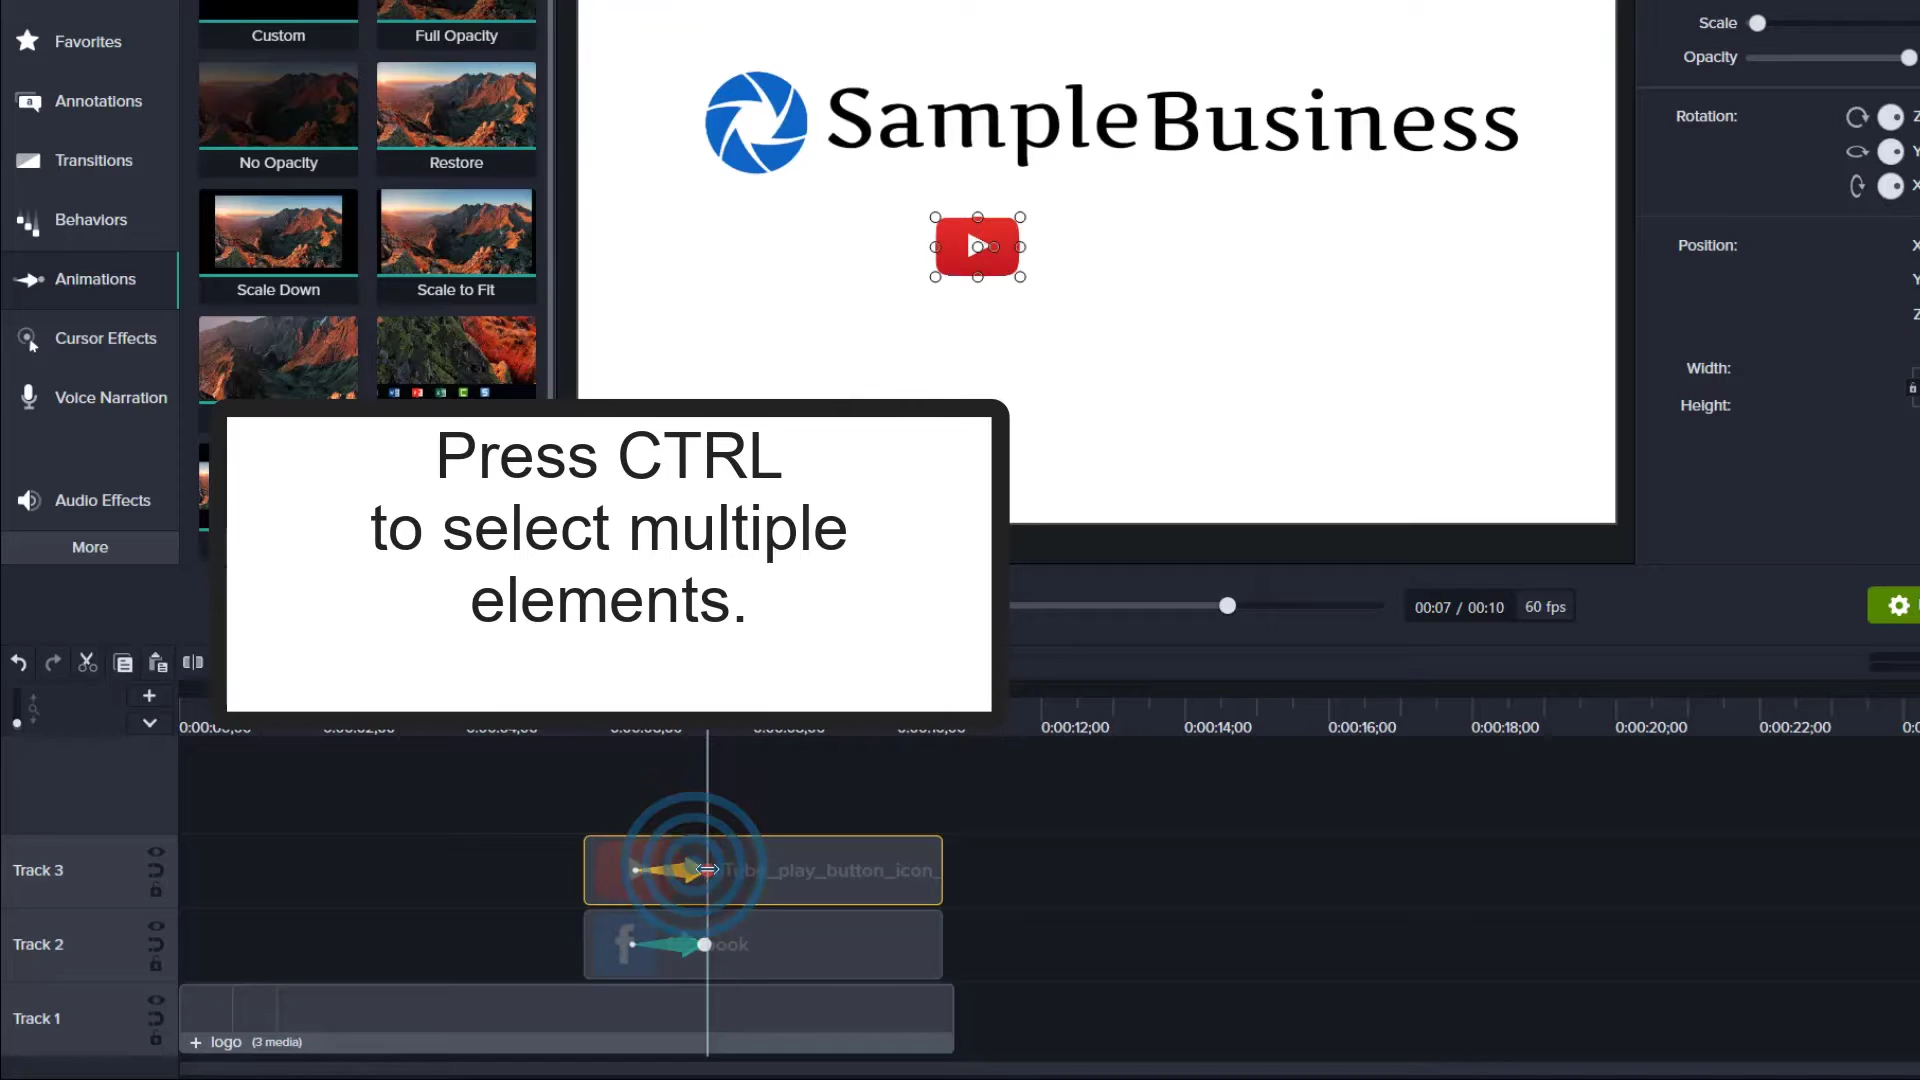 Favorites
Annotations
Transitions
Behaviors
Animations
Cursor Effects
Voice Narration
Audio Effects
More
Custom
Full Opacity
No Opacity
Restore
Scale Down
Scale to Fit
SampleBusiness
Scale
Opacity
Rotation:
Z
Y
X
Position:
X
Y
Z
Width:
Height:
Press CTRL
to select multiple
elements.
00:07 / 00:10
60 fps
0:00:12;00
0:00:14;00
0:00:16;00
0:00:18;00
0:00:20;00
0:00:22;00
Track 3
Tube_play_button_icon_
Track 2
ook
Track 1
+ logo (3 media)